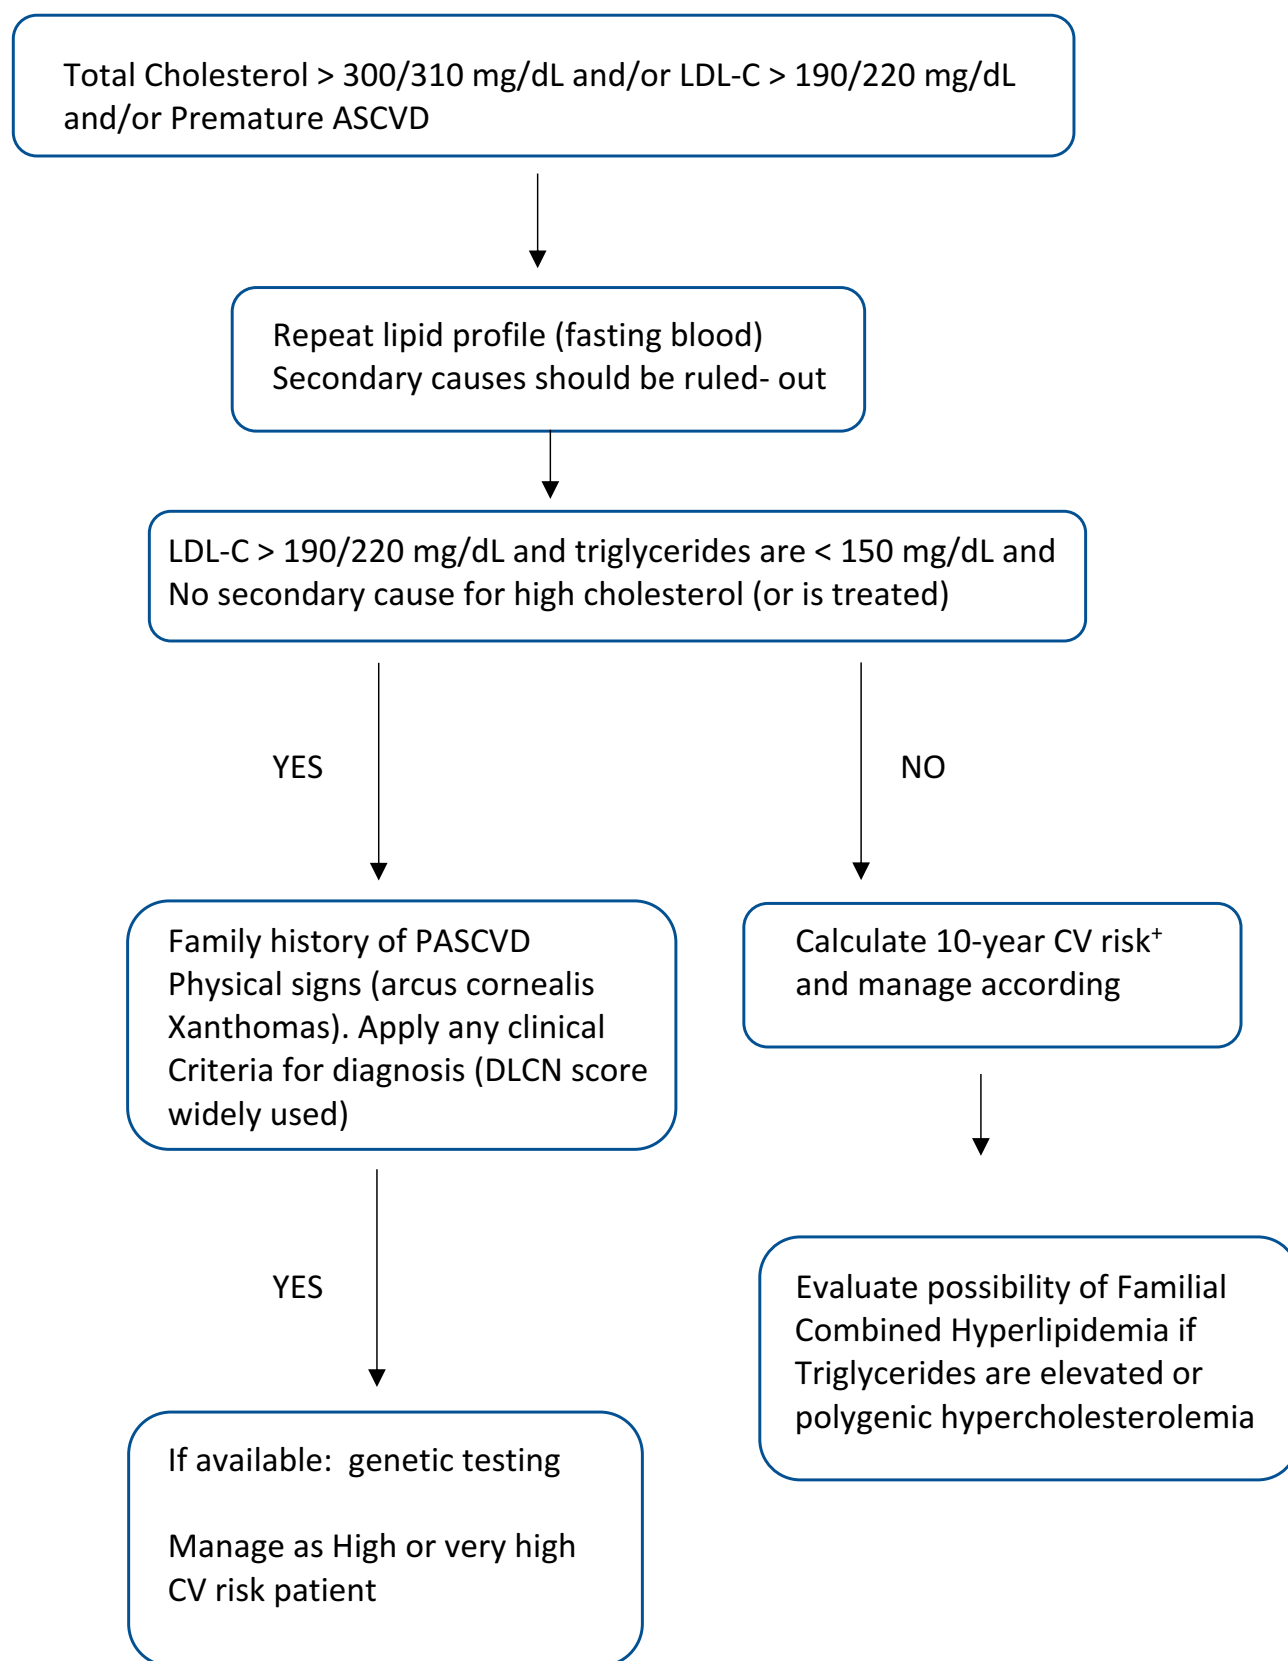 Total Cholesterol > 300/310 mg/dL and/or LDL-C > 190/220 mg/dL
and/or Premature ASCVD
Repeat lipid profile (fasting blood)
Secondary causes should be ruled- out
LDL-C > 190/220 mg/dL and triglycerides are < 150 mg/dL and
No secondary cause for high cholesterol (or is treated)
YES
NO
Family history of PASCVD
Physical signs (arcus cornealis
Xanthomas). Apply any clinical
Criteria for diagnosis (DLCN score
widely used)
Calculate 10-year CV risk⁺
and manage according
YES
Evaluate possibility of Familial
Combined Hyperlipidemia if
Triglycerides are elevated or
polygenic hypercholesterolemia
If available:  genetic testing
Manage as High or very high
CV risk patient